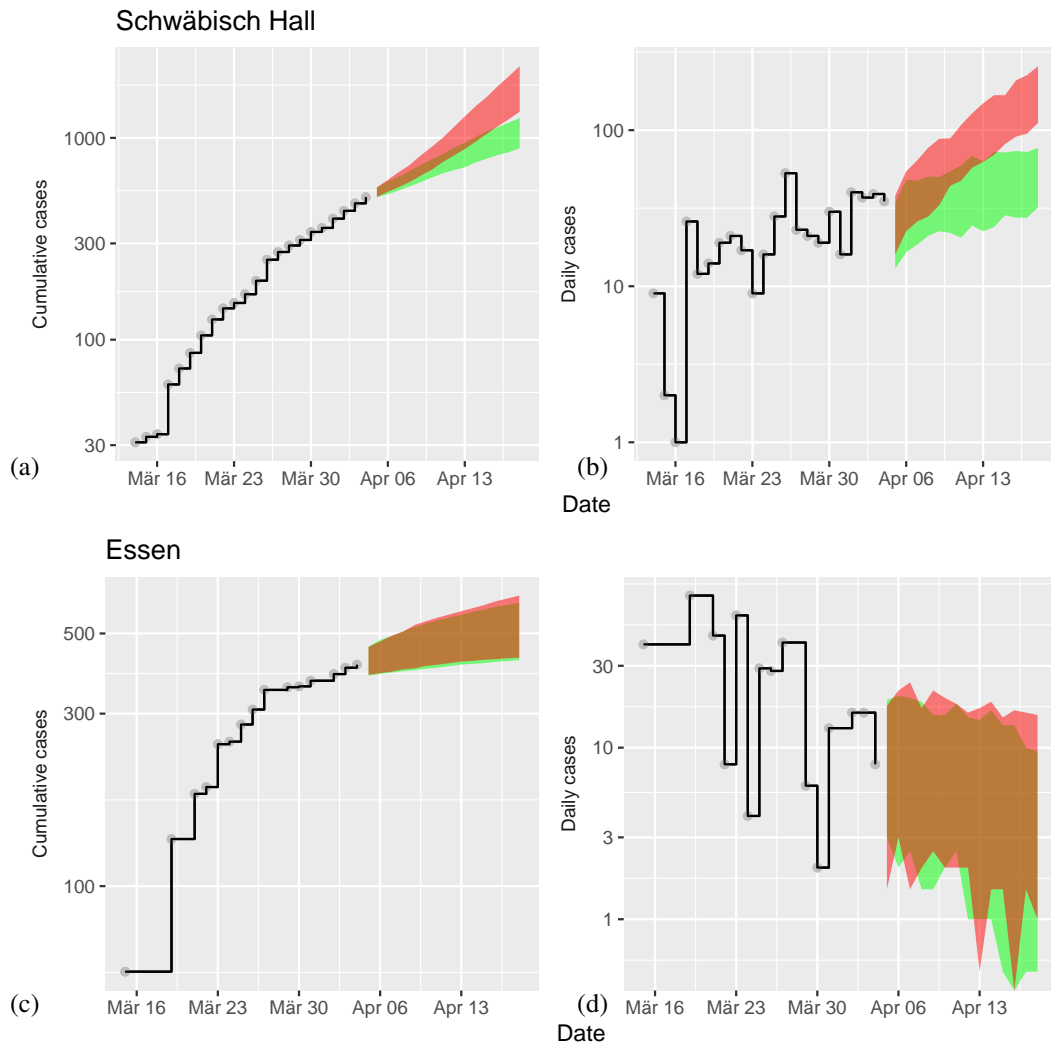 Schwäbisch Hall
1000
300
100
30
Cumulative cases
Mär 16 Mär 23 Mär 30 Apr 06 Apr 13
(a)
100
10
1
Daily cases
Mär 16 Mär 23 Mär 30 Apr 06 Apr 13
(b)
Date
Essen
500
300
100
Cumulative cases
Mär 16 Mär 23 Mär 30 Apr 06 Apr 13
(c)
30
10
3
1
Daily cases
Mär 16 Mär 23 Mär 30 Apr 06 Apr 13
(d)
Date